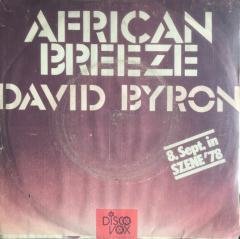 AFRICAN
BREEZE
DAVID BYRON
8. Sept. in
SZENE '78
DISCO
VOX